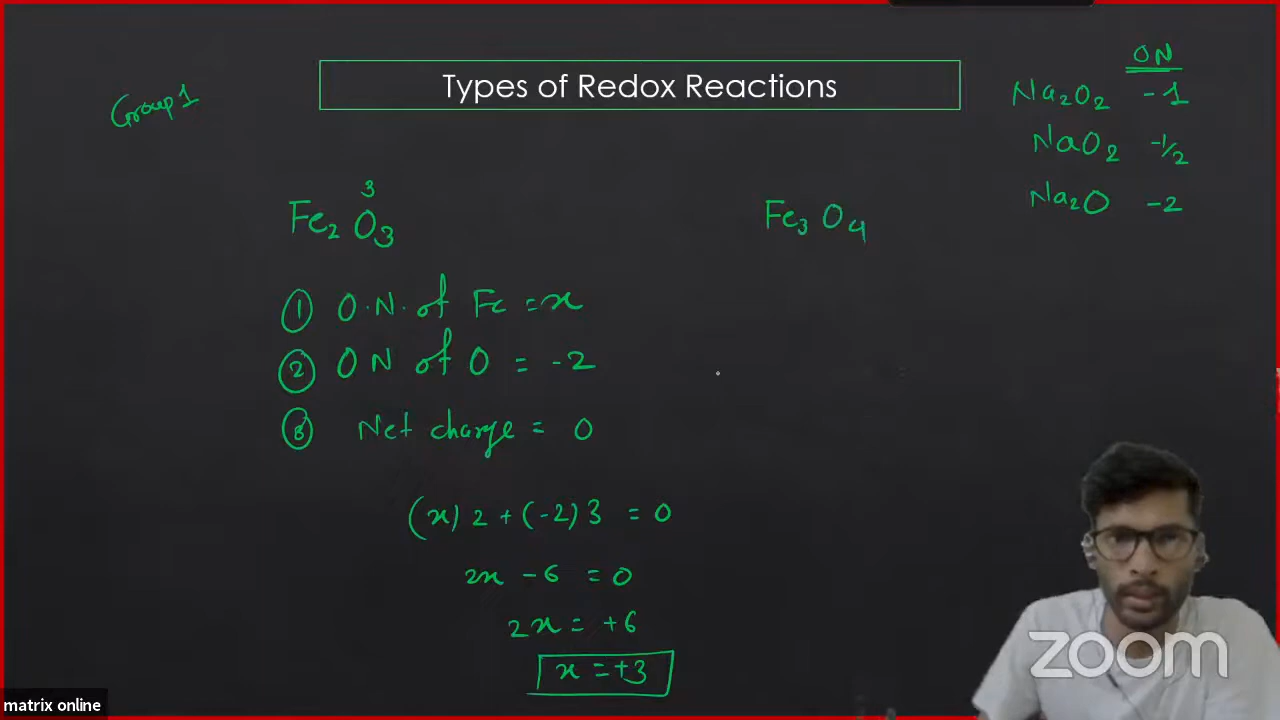 Types of Redox Reactions
Group 1
ON
Na2O2 -1
NaO2 -1/2
Na2O -2
3
Fe2 O3
Fe3 O4
① O.N. of Fe = x
② ON of O = -2
③ Net charge = 0
(x) 2 + (-2) 3 = 0
2x - 6 = 0
2x = +6
x = +3
zoom
matrix online